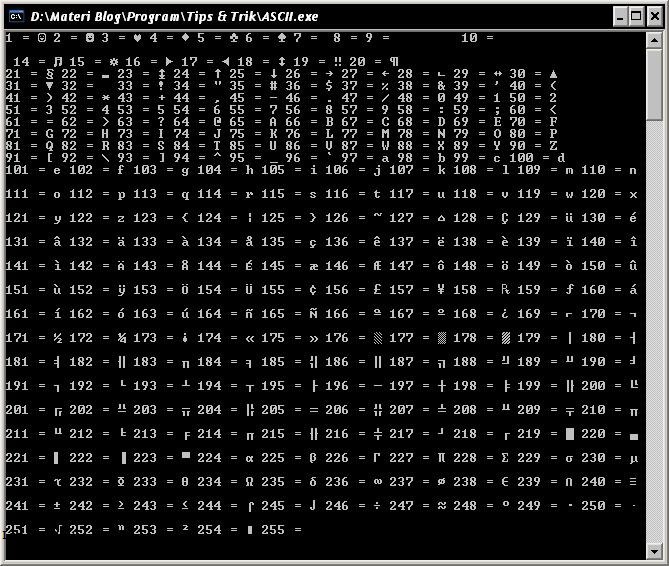 D:\Materi Blog\Program\Tips & Trik\ASCII.exe
1 = ☺ 2 = ☻ 3 = ♥ 4 = ♦ 5 = ♣ 6 = ♠ 7 = 8 = 9 = 10 =
14 = ♫ 15 = ☼ 16 = ► 17 = ◄ 18 = ↕ 19 = ‼ 20 = ¶
21 = § 22 = ▬ 23 = ↨ 24 = ↑ 25 = ↓ 26 = → 27 = ← 28 = ∟ 29 = ↔ 30 = ▲
31 = ▼ 32 = 33 = ! 34 = " 35 = # 36 = $ 37 = % 38 = & 39 = ' 40 = (
41 = ) 42 = * 43 = + 44 = , 45 = - 46 = . 47 = / 48 = 0 49 = 1 50 = 2
51 = 3 52 = 4 53 = 5 54 = 6 55 = 7 56 = 8 57 = 9 58 = : 59 = ; 60 = <
61 = = 62 = > 63 = ? 64 = @ 65 = A 66 = B 67 = C 68 = D 69 = E 70 = F
71 = G 72 = H 73 = I 74 = J 75 = K 76 = L 77 = M 78 = N 79 = O 80 = P
81 = Q 82 = R 83 = S 84 = T 85 = U 86 = V 87 = W 88 = X 89 = Y 90 = Z
91 = [ 92 = \ 93 = ] 94 = ^ 95 = _ 96 = ` 97 = a 98 = b 99 = c 100 = d
101 = e 102 = f 103 = g 104 = h 105 = i 106 = j 107 = k 108 = l 109 = m 110 = n
111 = o 112 = p 113 = q 114 = r 115 = s 116 = t 117 = u 118 = v 119 = w 120 = x
121 = y 122 = z 123 = { 124 = | 125 = } 126 = ~ 127 = ⌂ 128 = Ç 129 = ü 130 = é
131 = â 132 = ä 133 = à 134 = å 135 = ç 136 = ê 137 = ë 138 = è 139 = ï 140 = î
141 = ì 142 = Ä 143 = Å 144 = É 145 = æ 146 = Æ 147 = ô 148 = ö 149 = ò 150 = û
151 = ù 152 = ÿ 153 = Ö 154 = Ü 155 = ¢ 156 = £ 157 = ¥ 158 = ₧ 159 = ƒ 160 = á
161 = í 162 = ó 163 = ú 164 = ñ 165 = Ñ 166 = ª 167 = º 168 = ¿ 169 = ⌐ 170 = ¬
171 = ½ 172 = ¼ 173 = ¡ 174 = « 175 = » 176 = ░ 177 = ▒ 178 = ▓ 179 = │ 180 = ┤
181 = ╡ 182 = ╢ 183 = ╖ 184 = ╕ 185 = ╣ 186 = ║ 187 = ╗ 188 = ╝ 189 = ╜ 190 = ╛
191 = ┐ 192 = └ 193 = ┴ 194 = ┬ 195 = ├ 196 = ─ 197 = ┼ 198 = ╞ 199 = ╟ 200 = ╚
201 = ╔ 202 = ╩ 203 = ╦ 204 = ╠ 205 = ═ 206 = ╬ 207 = ╧ 208 = ╨ 209 = ╤ 210 = ╥
211 = ╙ 212 = ╘ 213 = ╒ 214 = ╓ 215 = ╫ 216 = ╪ 217 = ┘ 218 = ┌ 219 = █ 220 = ▄
221 = ▌ 222 = ▐ 223 = ▀ 224 = α 225 = ß 226 = Γ 227 = π 228 = Σ 229 = σ 230 = µ
231 = τ 232 = Φ 233 = Θ 234 = Ω 235 = δ 236 = ∞ 237 = φ 238 = ε 239 = ∩ 240 = ≡
241 = ± 242 = ≥ 243 = ≤ 244 = ⌠ 245 = ⌡ 246 = ÷ 247 = ≈ 248 = ° 249 = ∙ 250 = ·
251 = √ 252 = ⁿ 253 = ² 254 = ■ 255 =